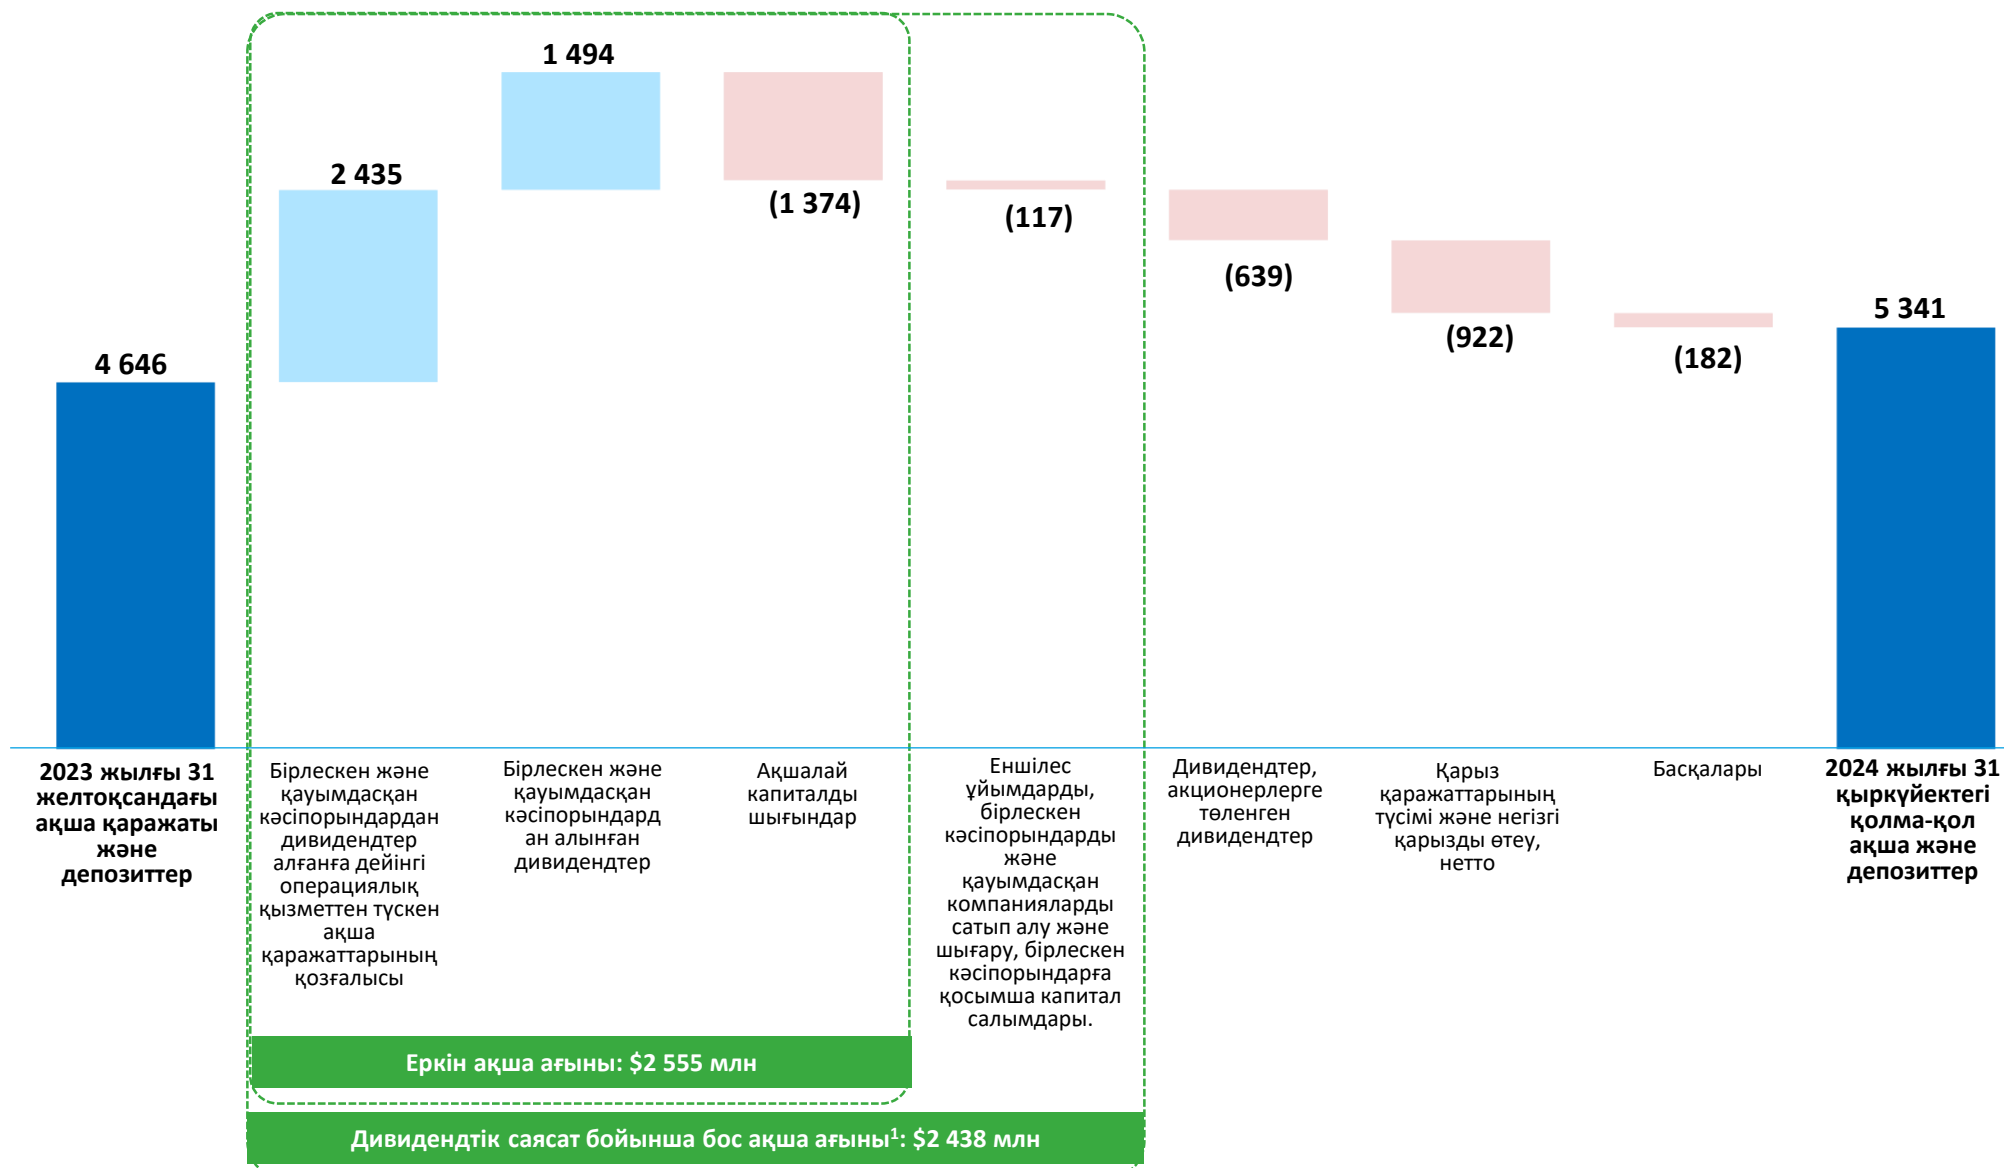 1 494
2 435
(1 374)
(117)
(639)
(922)
(182)
4 646
5 341
2023 жылғы 31
желтоқсандағы
ақша қаражаты
және
депозиттер
Бірлескен және
қауымдасқан
кәсіпорындардан
дивидендтер
алғанға дейінгі
операциялық
қызметтен түскен
ақша
қаражаттарының
қозғалысы
Бірлескен және
қауымдасқан
кәсіпорындард
ан алынған
дивидендтер
Ақшалай
капиталды
шығындар
Еншілес
ұйымдарды,
бірлескен
кәсіпорындарды
және
қауымдасқан
компанияларды
сатып алу және
шығару, бірлескен
кәсіпорындарға
қосымша капитал
салымдары.
Дивидендтер,
акционерлерге
төленген
дивидендтер
Қарыз
қаражаттарының
түсімі және негізгі
қарызды өтеу,
нетто
Басқалары
2024 жылғы 31
қыркүйектегі
қолма-қол
ақша және
депозиттер
Еркін ақша ағыны: $2 555 млн
Дивидендтік саясат бойынша бос ақша ағыны¹: $2 438 млн